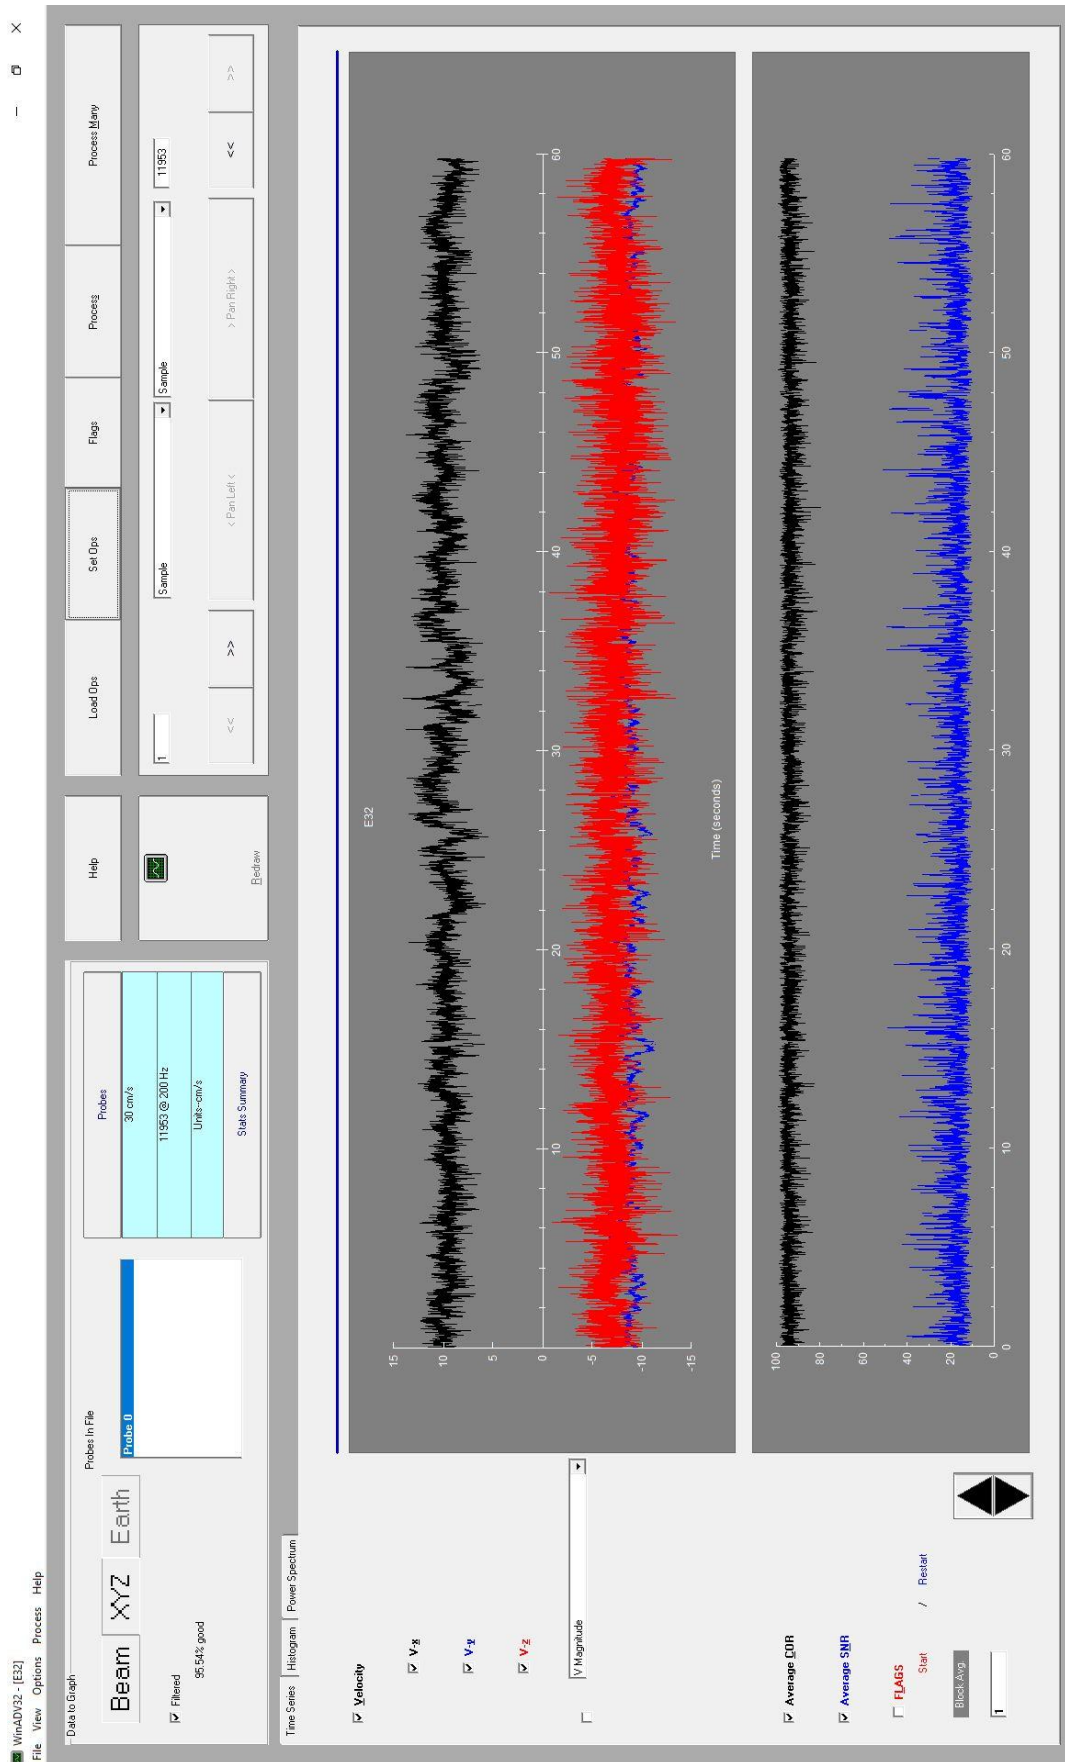 WinADV32 - [E32]
File View Options Process Help
Data to Graph
Beam XYZ Earth
Filtered
95.54% good
Probes In File
Probe 0
Probes
30 cm/s
11953 @ 200 Hz
Units-cm/s
Stats Summary
Help
Redraw
Load Ops
Set Ops
Flags
Process
Process Many
1
Sample
Sample
11953
<<
>>
< Pan Left <
> Pan Right >
<<
>>
Time Series
Histogram
Power Spectrum
Velocity
V-x
V-y
V-z
V Magnitude
Average COR
Average SNR
FLAGS
Start / Restart
Block Avg.
1
E32
15
10
5
0
-5
-10
-15
10 20 30 40 50 60
Time (seconds)
100
80
60
40
20
0
0 10 20 30 40 50 60